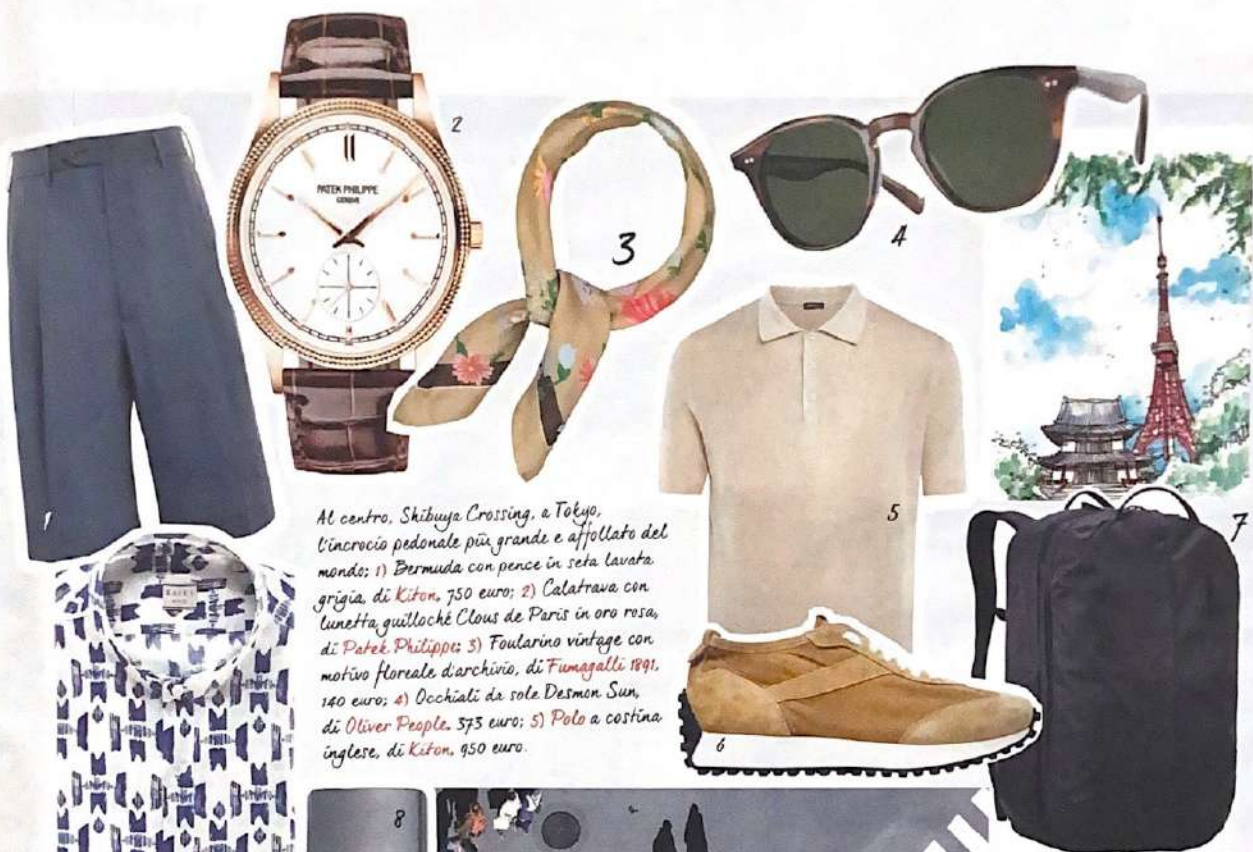 2
PATEK PHILIPPE
GENEVE
3
4
1
5
7
Al centro, Shibuya Crossing, a Tokyo,
l'incrocio pedonale più grande e affollato del
mondo; 1) Bermuda con pence in seta lavata
grigia, di Kiton, 750 euro; 2) Calatrava con
lunetta guilloché Clous de Paris in oro rosa,
di Patek Philippe; 3) Foularino vintage con
motivo floreale d'archivio, di Fumagalli 1891,
140 euro; 4) Occhiali da sole Desmon Sun,
di Oliver People. 373 euro; 5) Polo a costina
inglese, di Kiton, 950 euro.
6
8